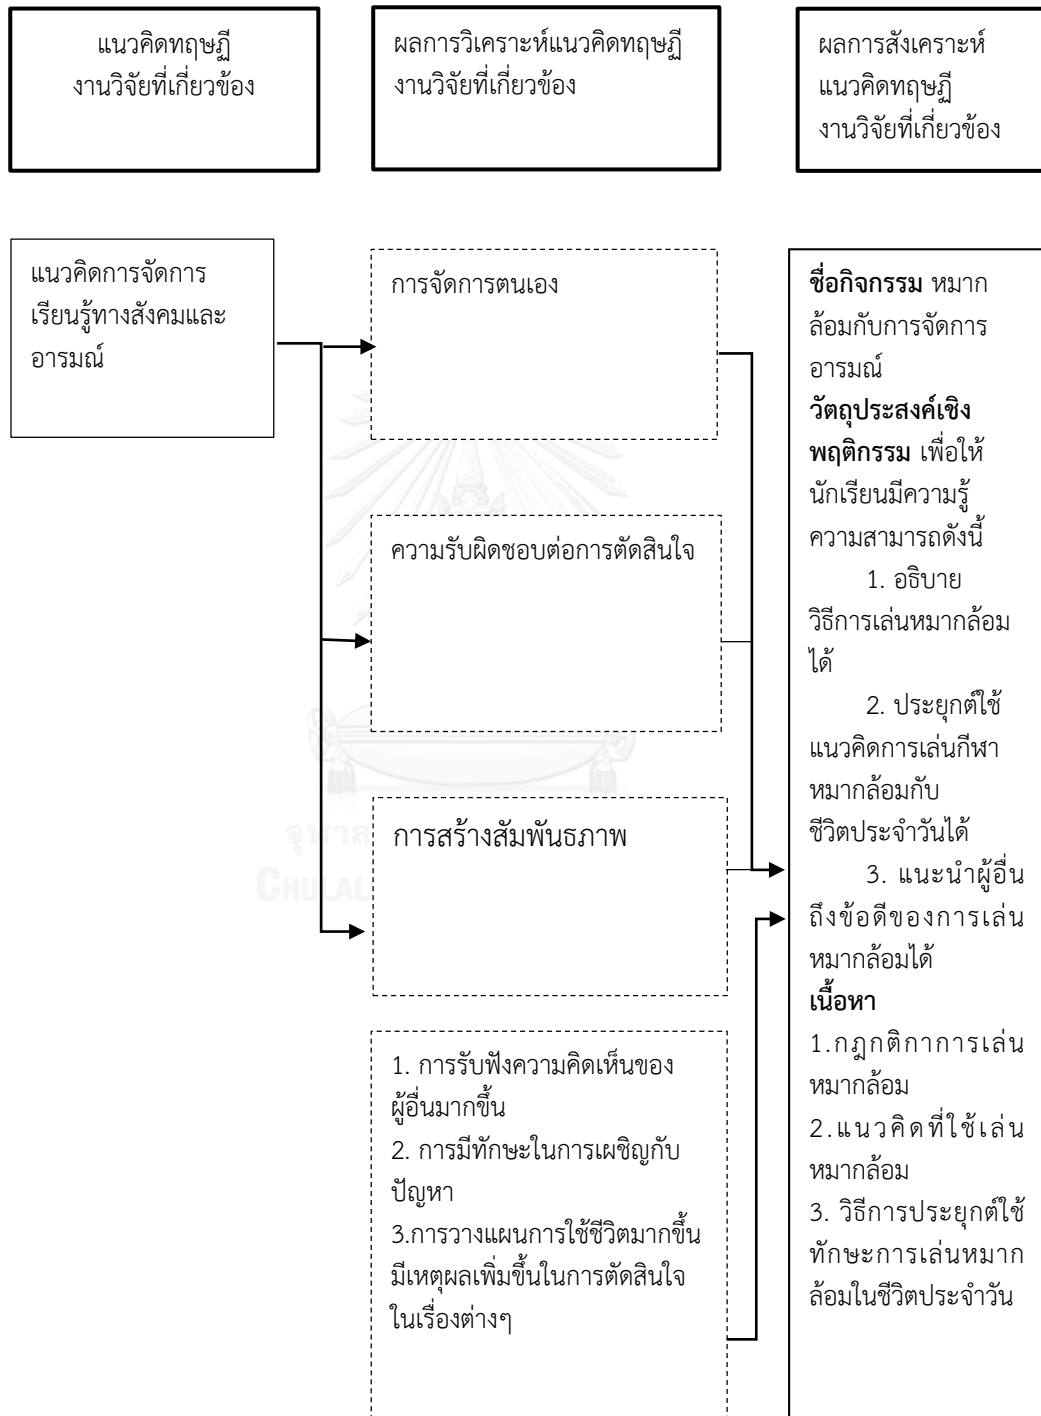 แนวคิดทฤษฎี
งานวิจัยที่เกี่ยวข้อง
ผลการวิเคราะห์แนวคิดทฤษฎี
งานวิจัยที่เกี่ยวข้อง
ผลการสังเคราะห์
แนวคิดทฤษฎี
งานวิจัยที่เกี่ยวข้อง
แนวคิดการจัดการ
เรียนรู้ทางสังคมและ
อารมณ์
การจัดการตนเอง
ความรับผิดชอบต่อการตัดสินใจ
การสร้างสัมพันธภาพ
1. การรับฟังความคิดเห็นของ
ผู้อื่นมากขึ้น
2. การมีทักษะในการเผชิญกับ
ปัญหา
3.การวางแผนการใช้ชีวิตมากขึ้น
มีเหตุผลเพิ่มขึ้นในการตัดสินใจ
ในเรื่องต่างๆ
ชื่อกิจกรรม หมาก
ล้อมกับการจัดการ
อารมณ์
วัตถุประสงค์เชิง
พฤติกรรม เพื่อให้
นักเรียนมีความรู้
ความสามารถดังนี้
1. อธิบาย
วิธีการเล่นหมากล้อม
ได้
2. ประยุกต์ใช้
แนวคิดการเล่นกีฬา
หมากล้อมกับ
ชีวิตประจำวันได้
3. แนะนำผู้อื่น
ถึงข้อดีของการเล่น
หมากล้อมได้
เนื้อหา
1.กฎกติกาการเล่น
หมากล้อม
2.แนวคิดที่ใช้เล่น
หมากล้อม
3. วิธีการประยุกต์ใช้
ทักษะการเล่นหมาก
ล้อมในชีวิตประจำวัน